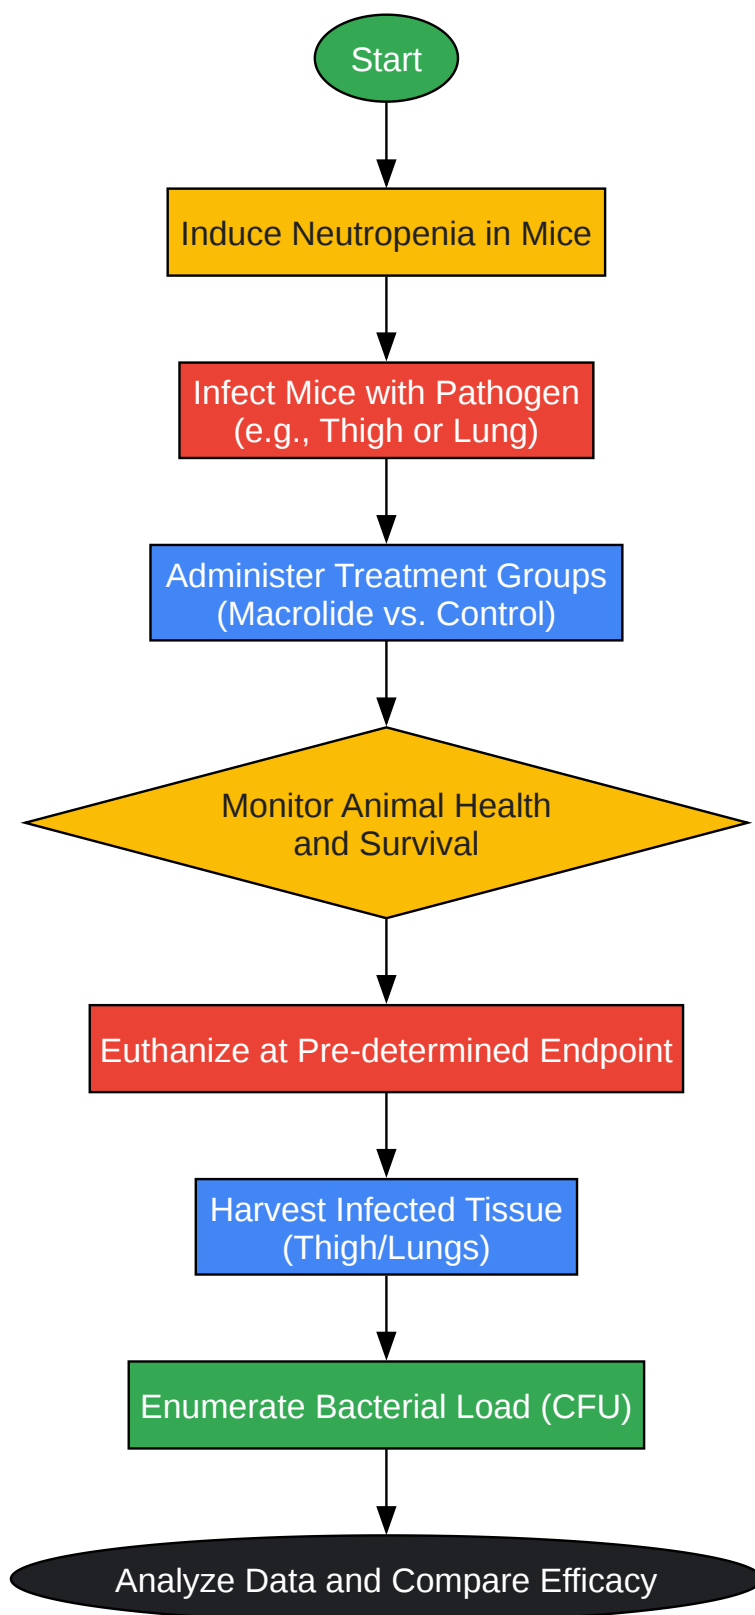 Start
Induce Neutropenia in Mice
Infect Mice with Pathogen
(e.g., Thigh or Lung)
Administer Treatment Groups
(Macrolide vs. Control)
Monitor Animal Health
and Survival
Euthanize at Pre-determined Endpoint
Harvest Infected Tissue
(Thigh/Lungs)
Enumerate Bacterial Load (CFU)
Analyze Data and Compare Efficacy